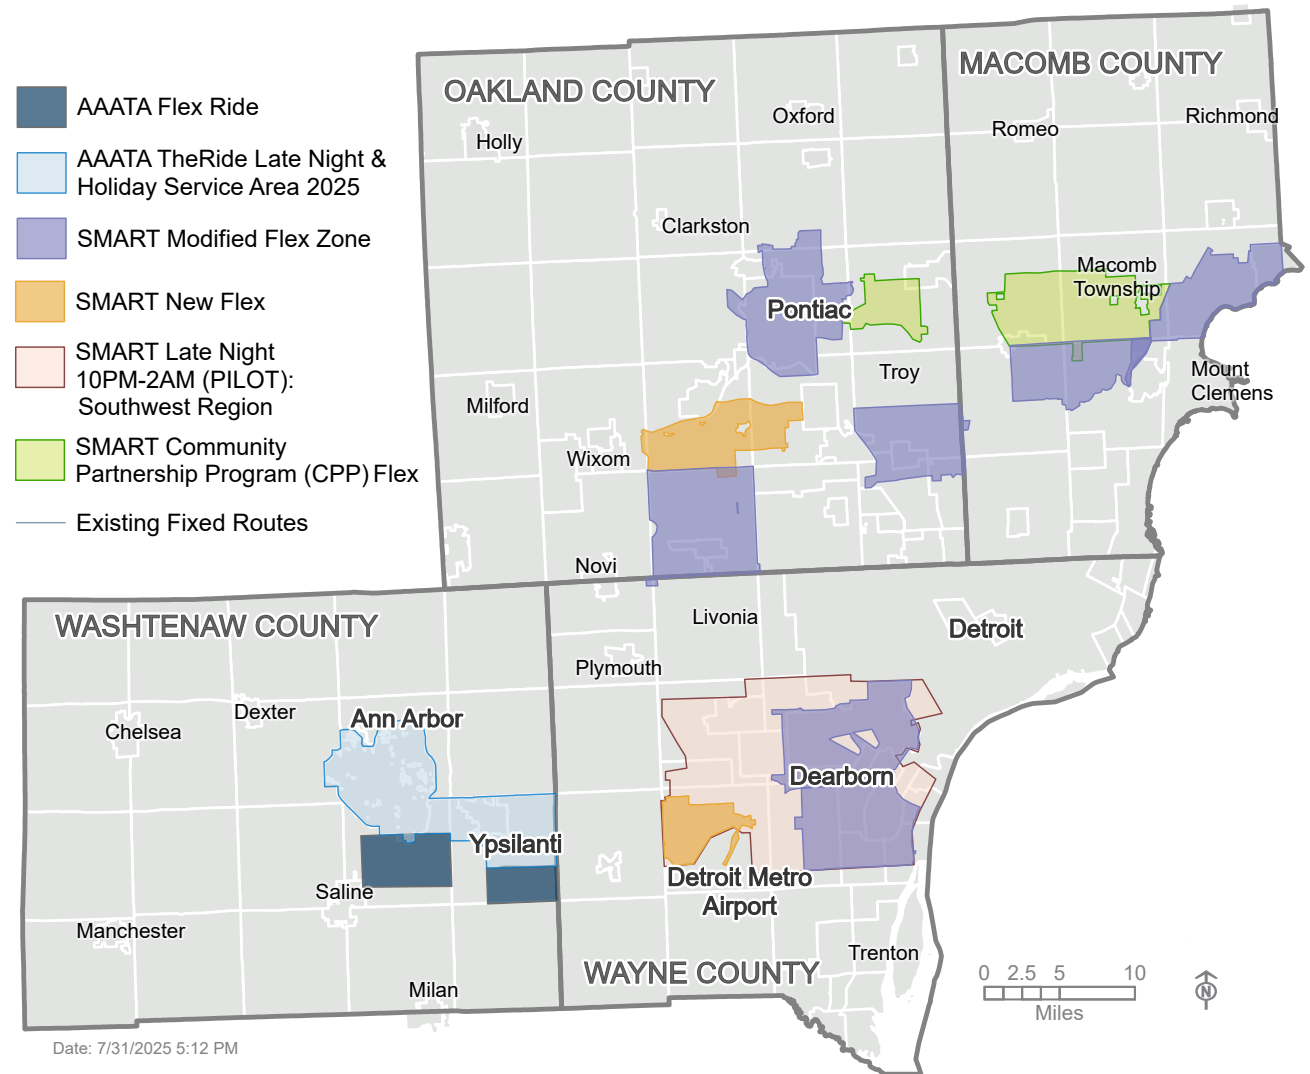 AAATA Flex Ride
AAATA TheRide Late Night &
Holiday Service Area 2025
SMART Modified Flex Zone
SMART New Flex
SMART Late Night
10PM-2AM (PILOT):
Southwest Region
SMART Community
Partnership Program (CPP) Flex
Existing Fixed Routes
OAKLAND COUNTY
MACOMB COUNTY
Holly
Oxford
Romeo
Richmond
Clarkston
Pontiac
Macomb
Township
Troy
Mount
Clemens
Milford
Wixom
Novi
WASHTENAW COUNTY
Livonia
Detroit
Plymouth
Chelsea
Dexter
Ann Arbor
Dearborn
Ypsilanti
Detroit Metro
Airport
Saline
Manchester
Milan
WAYNE COUNTY
Trenton
0 2.5 5 10
Miles
N
Date: 7/31/2025 5:12 PM